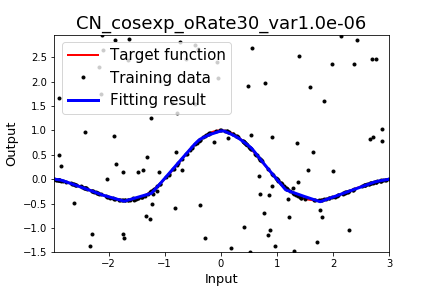 CN_cosexp_oRate30_var1.0e-06
Target function
Training data
Fitting result
Output
2.5
2.0
1.5
1.0
0.5
0.0
−0.5
−1.0
−1.5
−2 −1 0 1 2 3
Input